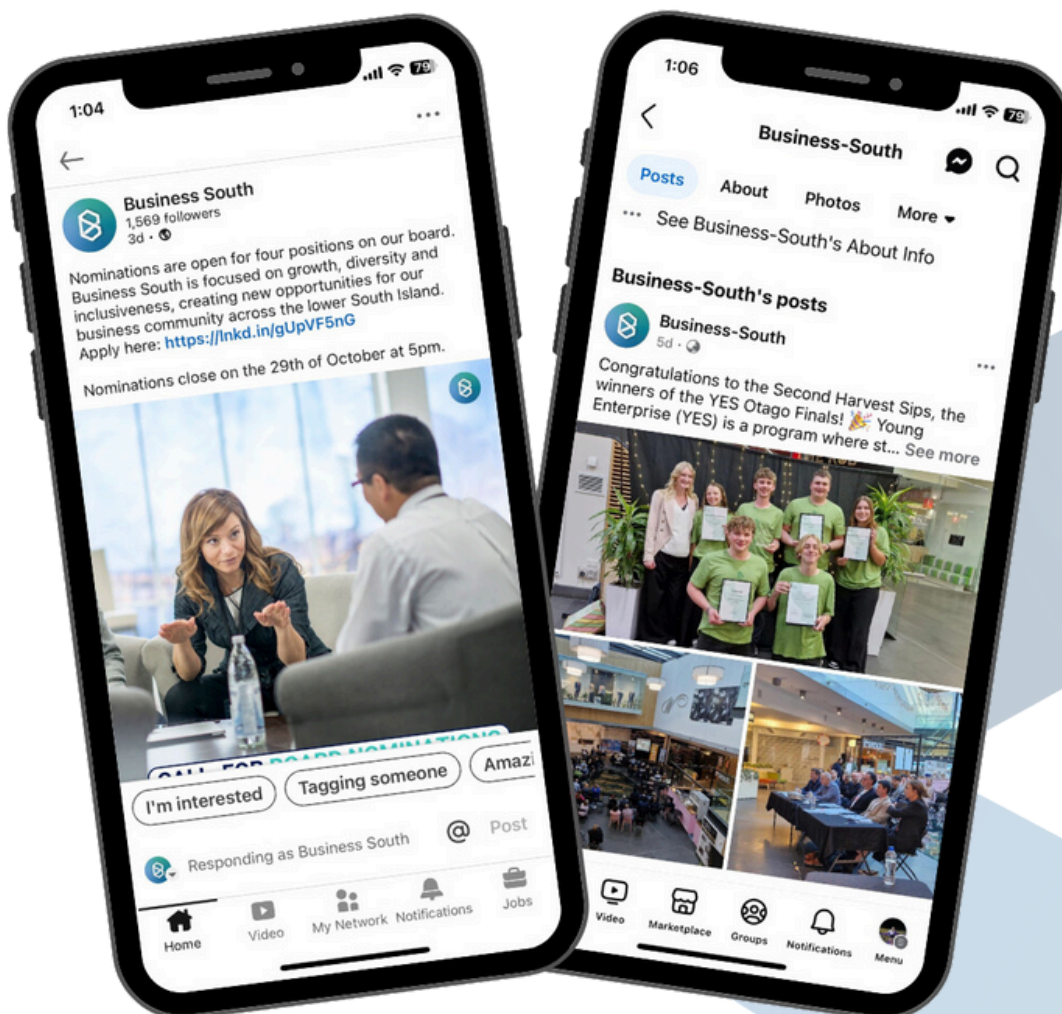 1:04
79
Business South
1,569 followers
3d •
Nominations are open for four positions on our board.
Business South is focused on growth, diversity and
inclusiveness, creating new opportunities for our
business community across the lower South Island.
Apply here: https://lnkd.in/gUpVF5nG
Nominations close on the 29th of October at 5pm.
CALL FOR BOARD NOMINATIONS
I'm interested
Tagging someone
Amazi
Responding as Business South
@
Post
Home
Video
My Network
Notifications
Jobs
1:06
79
Business-South
Posts
About
Photos
More
••• See Business-South's About Info
Business-South's posts
Business-South
5d •
Congratulations to the Second Harvest Sips, the
winners of the YES Otago Finals! 🎉 Young
Enterprise (YES) is a program where st... See more
Video
Marketplace
Groups
Notifications
Menu